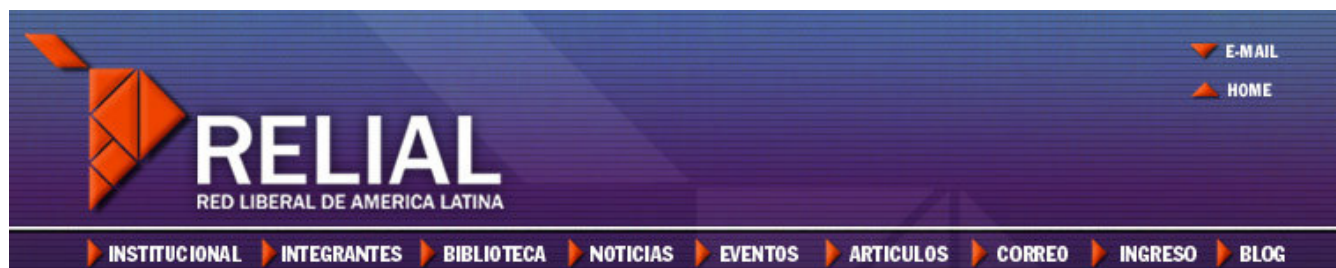 E-MAIL
HOME
RELIAL
RED LIBERAL DE AMERICA LATINA
INSTITUCIONAL INTEGRANTES BIBLIOTECA NOTICIAS EVENTOS ARTICULOS CORREO INGRESO BLOG